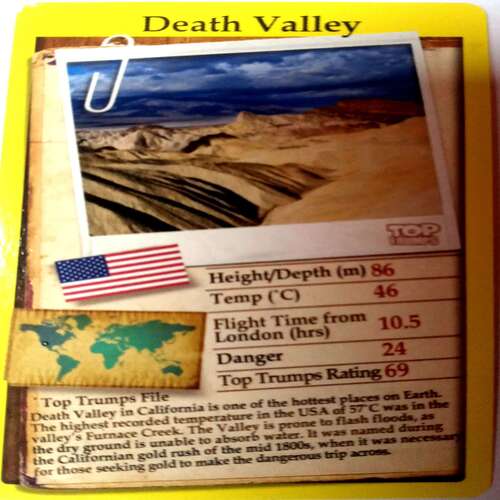 Death Valley
TOP
Height/Depth (m) 86
Temp (°C) 46
Flight Time from
London (hrs) 10.5
Danger 24
Top Trumps Rating 69
Top Trumps File
Death Valley in California is one of the hottest places on Earth.
The highest recorded temperature in the USA of 57°C was in the
valley's Furnace Creek. The Valley is prone to flash floods, as
the dry ground is unable to absorb water. It was named during
the Californian gold rush of the mid 1800s, when it was necessary
for those seeking gold to make the dangerous trip across.